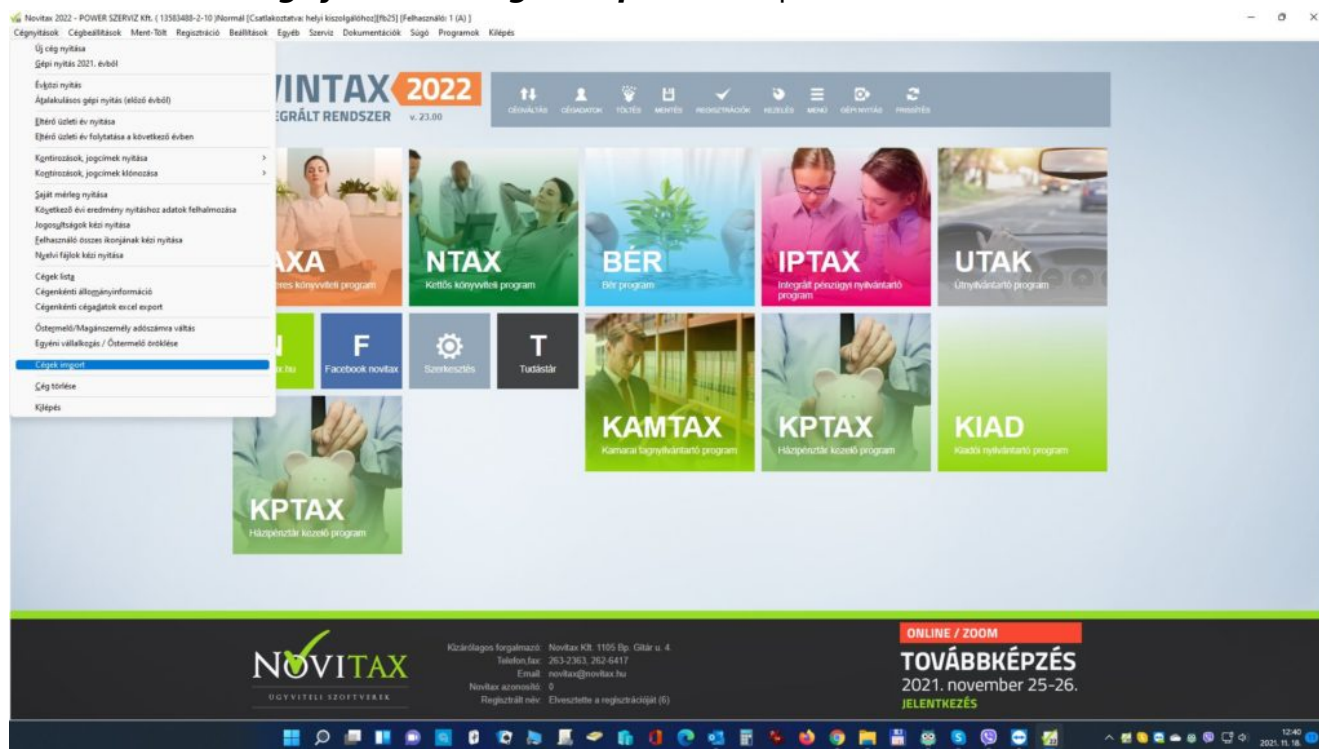 Novitax 2022 - POWER SZERVIZ Kft. ( 13583488-2-10 )Normál [Csatlakoztatva: helyi kiszolgálóhoz][fb25] [Felhasználó: 1 (A) ]
Cégnyitások Cégbeállítások Ment-Tölt Regisztráció Beállítások Egyéb Szerviz Dokumentációk Súgó Programok Kilépés
Új cég nyitása
Gépi nyitás 2021. évből
Évközi nyitás
Átalakulásos gépi nyitás (előző évből)
Eltérő üzleti év nyitása
Eltérő üzleti év folytatása a következő évben
Kontírozások, jogcímek nyitása
Kontírozások, jogcímek klónozása
Saját mérleg nyitása
Következő évi eredmény nyitáshoz adatok felhalmozása
Jogosultságok kézi nyitása
Felhasználó összes ikonjának kézi nyitása
Nyelvi fájlok kézi nyitása
Cégek lista
Cégenkénti állományinformáció
Cégenkénti cégadatok excel export
Őstermelő/Magánszemély adószámra váltás
Egyéni vállalkozás / Őstermelő öröklése
Cégek import
Cég törlése
Kilépés
VINTAX 2022
EGRÁLT RENDSZER v. 23.00
CÉGVÁLTÁS CÉGADATOK TÖLTÉS MENTÉS REGISZTRÁCIÓK KEZELÉS MENÜ GÉPI NYITÁS FRISSÍTÉS
AXA
eres könyvviteli program
NTAX
Kettős könyvviteli program
BÉR
Bér program
IPTAX
Integrált pénzügyi nyilvántartó program
UTAK
Útnyilvántartó program
F
Facebook novitax
Szerkesztés
T
Tudástár
KAMTAX
Kamarai tagnyilvántartó program
KPTAX
Házipénztár kezelő program
KIAD
Kiadói nyilvántartó program
KPTAX
Házipénztár kezelő program
NOVITAX
ÜGYVITELI SZOFTVEREK
Kizárólagos forgalmazó: Novitax Kft. 1105 Bp. Gitár u. 4.
Telefon,fax: 263-2363, 262-6417
Email: novitax@novitax.hu
Novitax azonosító: 0
Regisztrált név: Elvesztette a regisztrációját (6)
ONLINE / ZOOM
TOVÁBBKÉPZÉS
2021. november 25-26.
JELENTKEZÉS
12:40
2021. 11. 18.